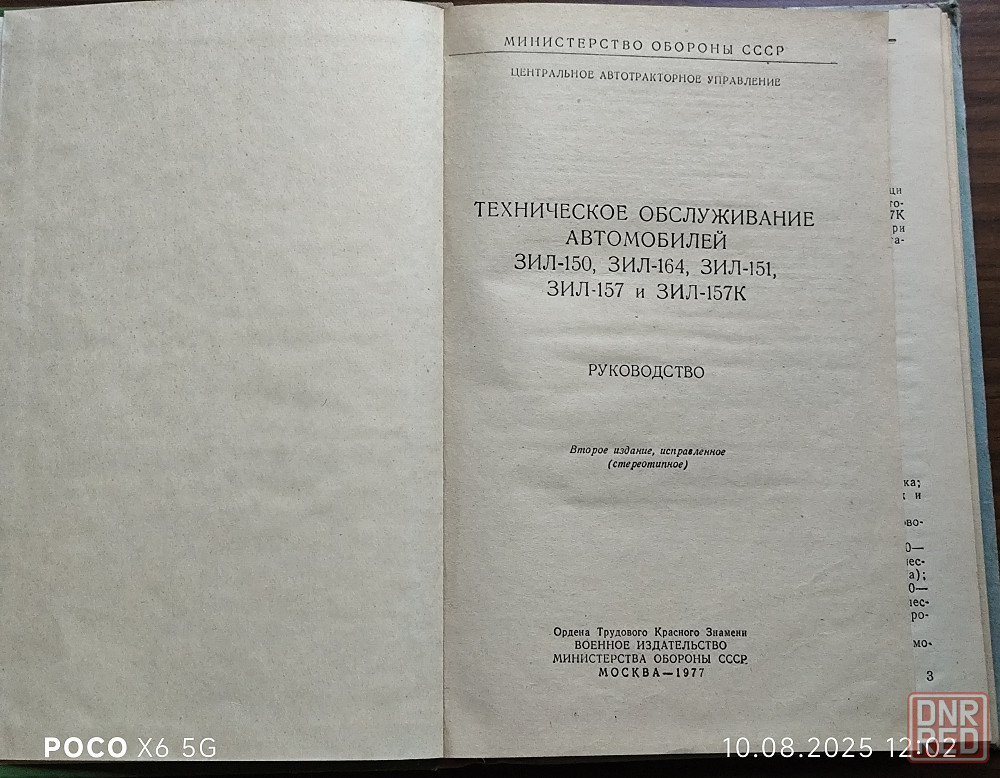 МИНИСТЕРСТВО ОБОРОНЫ СССР
ЦЕНТРАЛЬНОЕ АВТОТРАКТОРНОЕ УПРАВЛЕНИЕ
ТЕХНИЧЕСКОЕ ОБСЛУЖИВАНИЕ
АВТОМОБИЛЕЙ
ЗИЛ-150, ЗИЛ-164, ЗИЛ-151,
ЗИЛ-157 и ЗИЛ-157К
РУКОВОДСТВО
Второе издание, исправленное
(стереотипное)
Ордена Трудового Красного Знамени
ВОЕННОЕ ИЗДАТЕЛЬСТВО
МИНИСТЕРСТВА ОБОРОНЫ СССР
МОСКВА—1977
3
POCO X6 5G
10.08.2025 12:02
DNR
RED